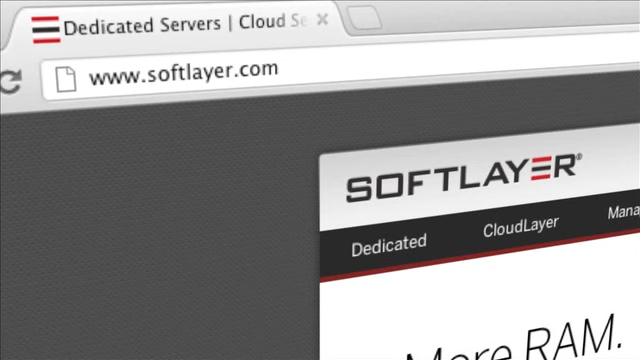 Dedicated Servers | Cloud Se
www.softlayer.com
SOFTLAYER®
Dedicated CloudLayer Mana
More RAM.